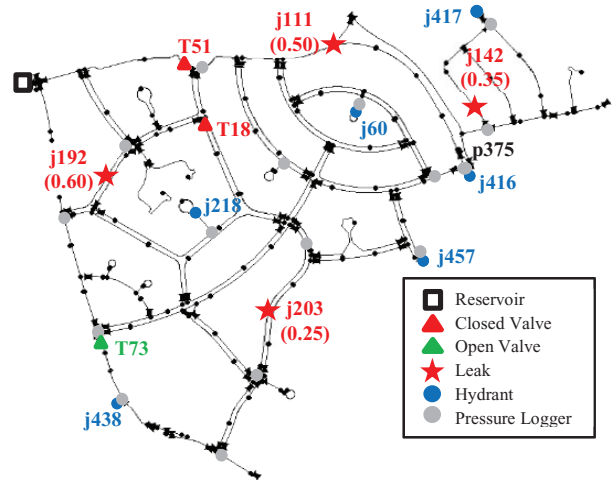 j417
j111
(0.50)
T51
j142
(0.35)
T18
j60
p375
j192
(0.60)
j416
j218
j457
j203
(0.25)
T73
j438
Reservoir
Closed Valve
Open Valve
Leak
Hydrant
Pressure Logger